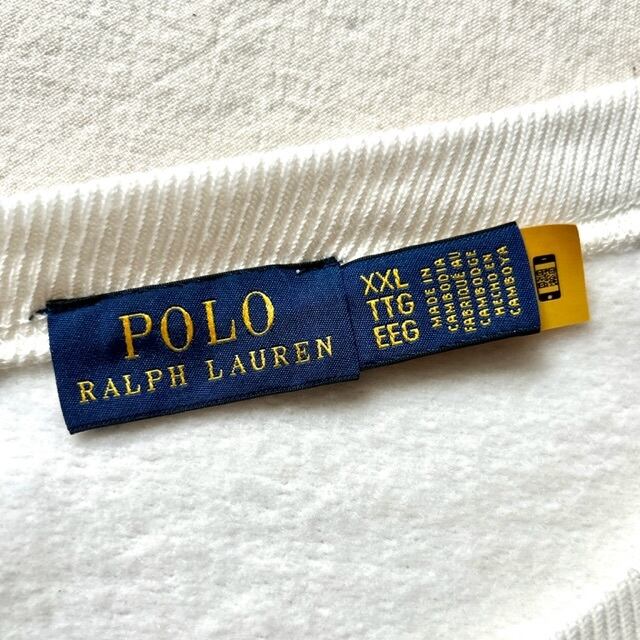 POLO
RALPH LAUREN
XXL
TTG
EEG
MADE IN
CAMBODIA
FABRIQUÉ AU
CAMBODGE
HECHO EN
CAMBOYA